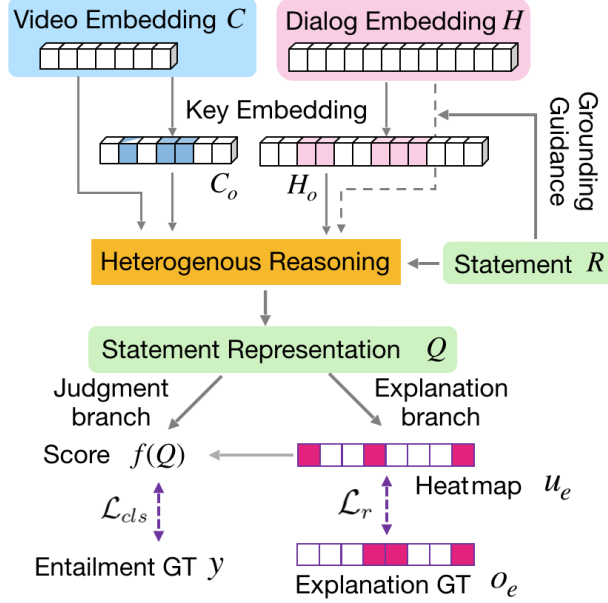 Video Embedding C
Dialog Embedding H
Key Embedding
Grounding
Guidance
C_o
H_o
Heterogenous Reasoning
Statement R
Statement Representation Q
Judgment
branch
Explanation
branch
Score f(Q)
Heatmap u_e
ℒ_cls
ℒ_r
Entailment GT y
Explanation GT o_e